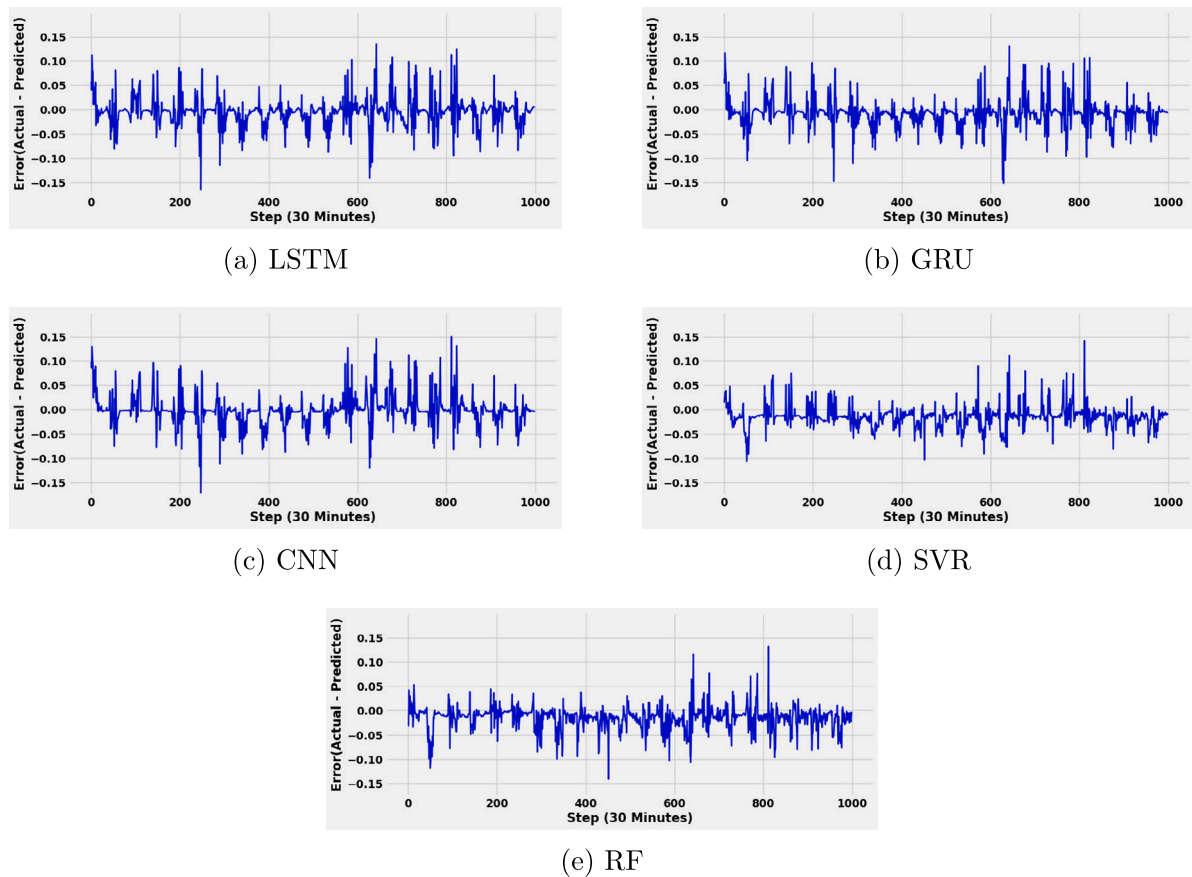 Error(Actual - Predicted)
0.15
0.10
0.05
0.00
−0.05
−0.10
−0.15
0 200 400 600 800 1000
Step (30 Minutes)
(a) LSTM
Error(Actual - Predicted)
0.15
0.10
0.05
0.00
−0.05
−0.10
−0.15
0 200 400 600 800 1000
Step (30 Minutes)
(b) GRU
Error(Actual - Predicted)
0.15
0.10
0.05
0.00
−0.05
−0.10
−0.15
0 200 400 600 800 1000
Step (30 Minutes)
(c) CNN
Error(Actual - Predicted)
0.15
0.10
0.05
0.00
−0.05
−0.10
−0.15
0 200 400 600 800 1000
Step (30 Minutes)
(d) SVR
Error(Actual - Predicted)
0.15
0.10
0.05
0.00
−0.05
−0.10
−0.15
0 200 400 600 800 1000
Step (30 Minutes)
(e) RF